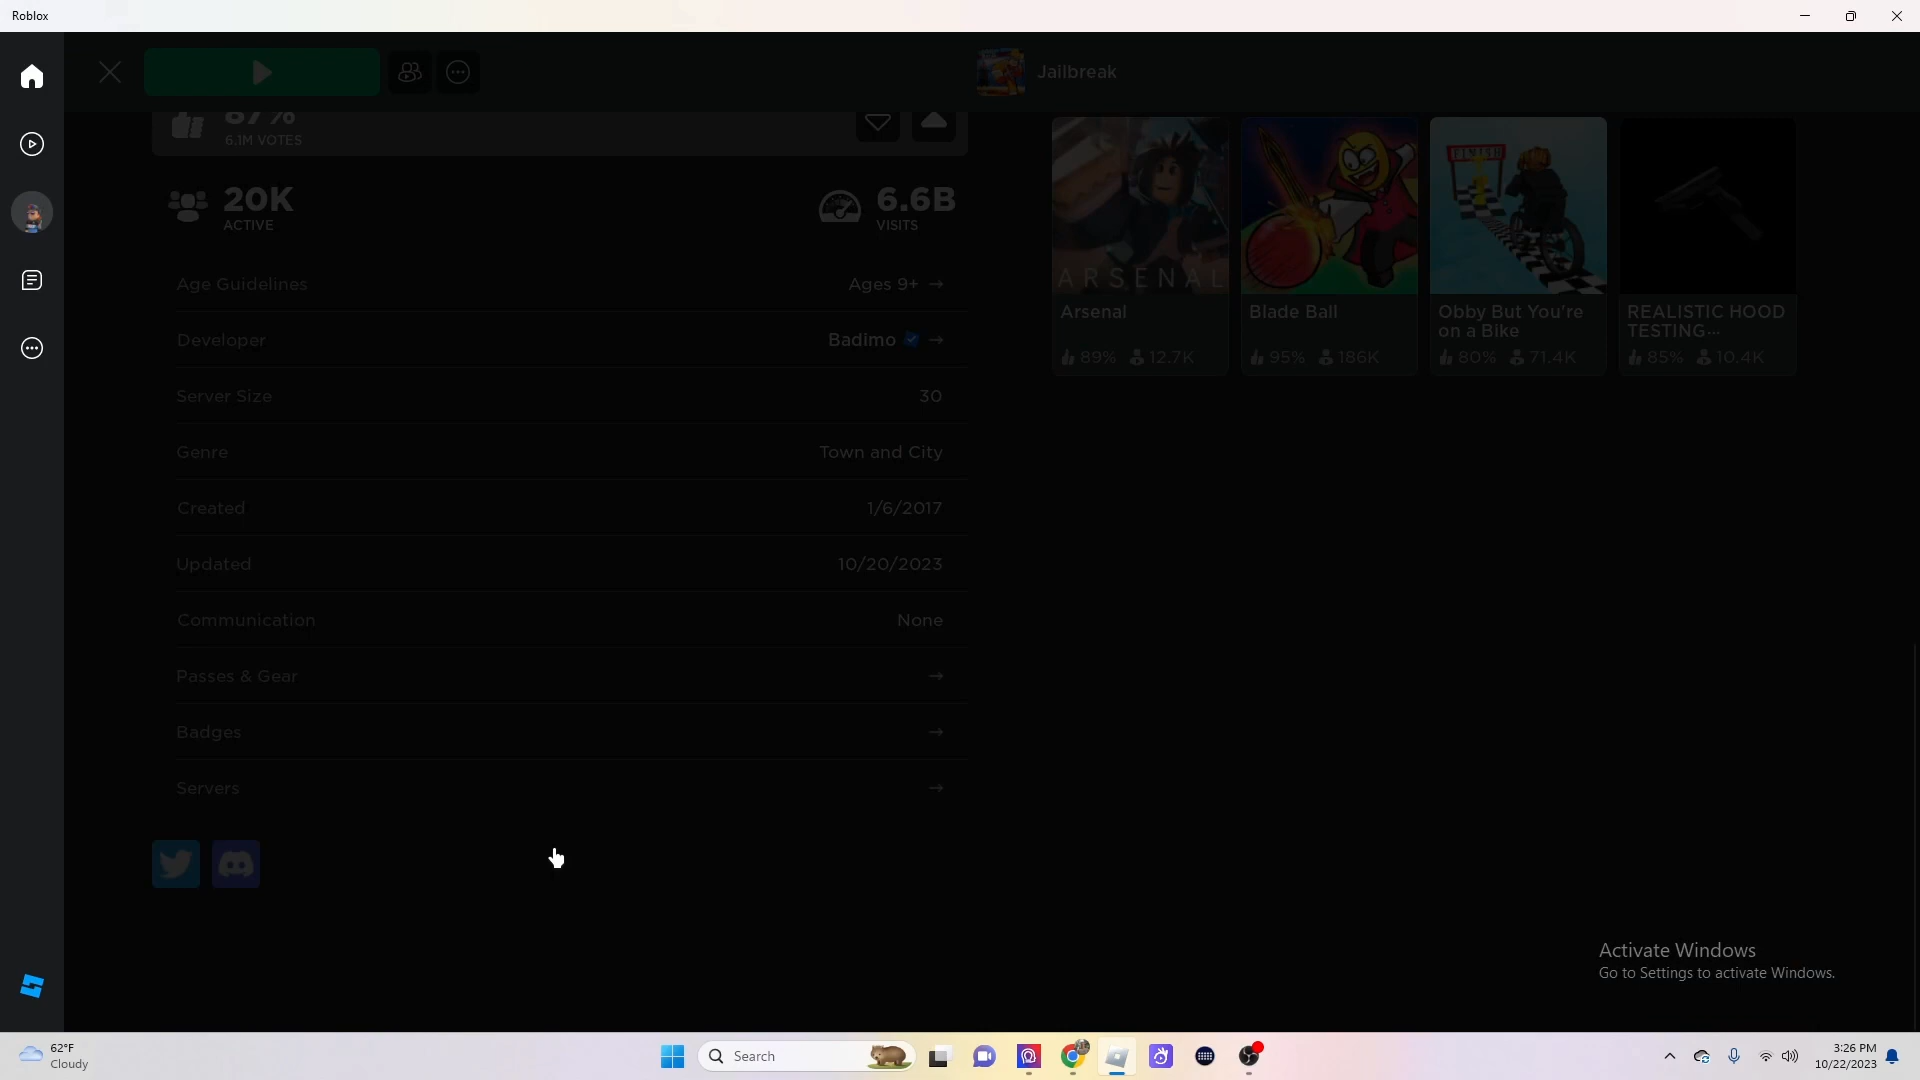 Roblox
Jailbreak
87%
6.1M VOTES
20K
ACTIVE
6.6B
VISITS
Age Guidelines
Ages 9+
Developer
Badimo
Server Size
30
Genre
Town and City
Created
1/6/2017
Updated
10/20/2023
Communication
None
Passes & Gear
Badges
Servers
FINISH
ARSENAL
Arsenal
89% 12.7K
Blade Ball
95% 186K
Obby But You're
on a Bike
80% 71.4K
REALISTIC HOOD
TESTING...
85% 10.4K
Activate Windows
Go to Settings to activate Windows.
62°F
Cloudy
Search
3:26 PM
10/22/2023